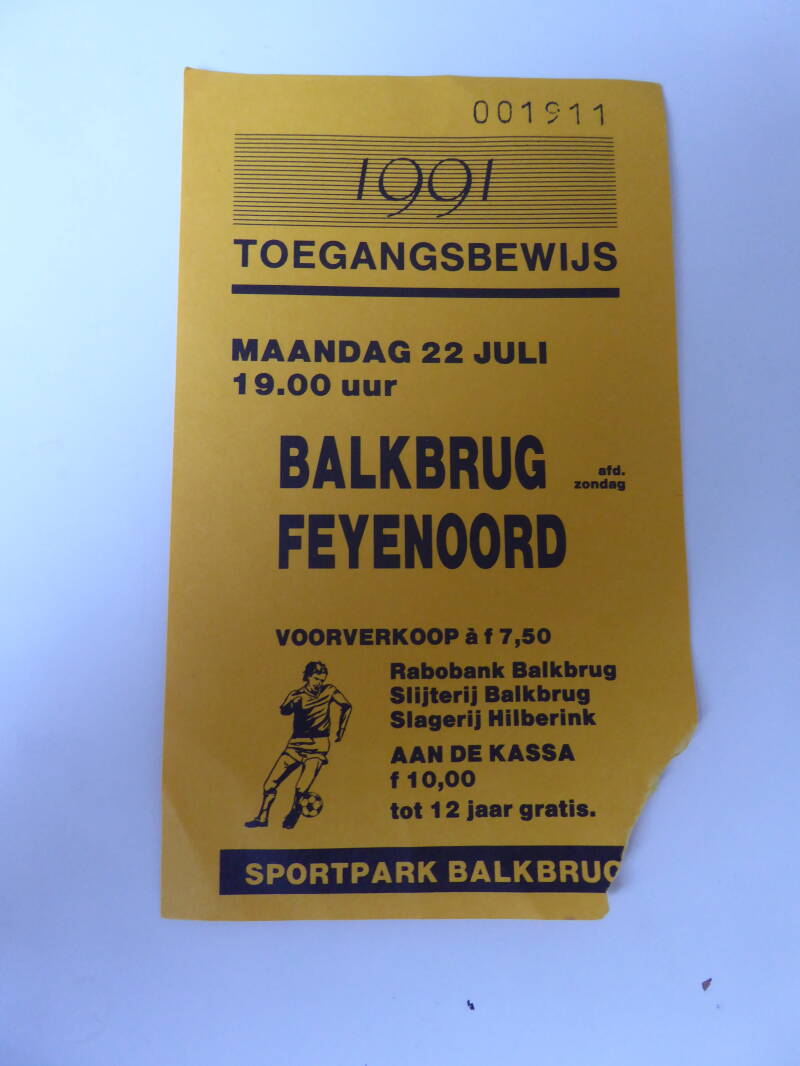 001911
1991
TOEGANGSBEWIJS
MAANDAG 22 JULI
19.00 uur
BALKBRUG afd. zondag
FEYENOORD
VOORVERKOOP à f 7,50
Rabobank Balkbrug
Slijterij Balkbrug
Slagerij Hilberink
AAN DE KASSA
f 10,00
tot 12 jaar gratis.
SPORTPARK BALKBRUG